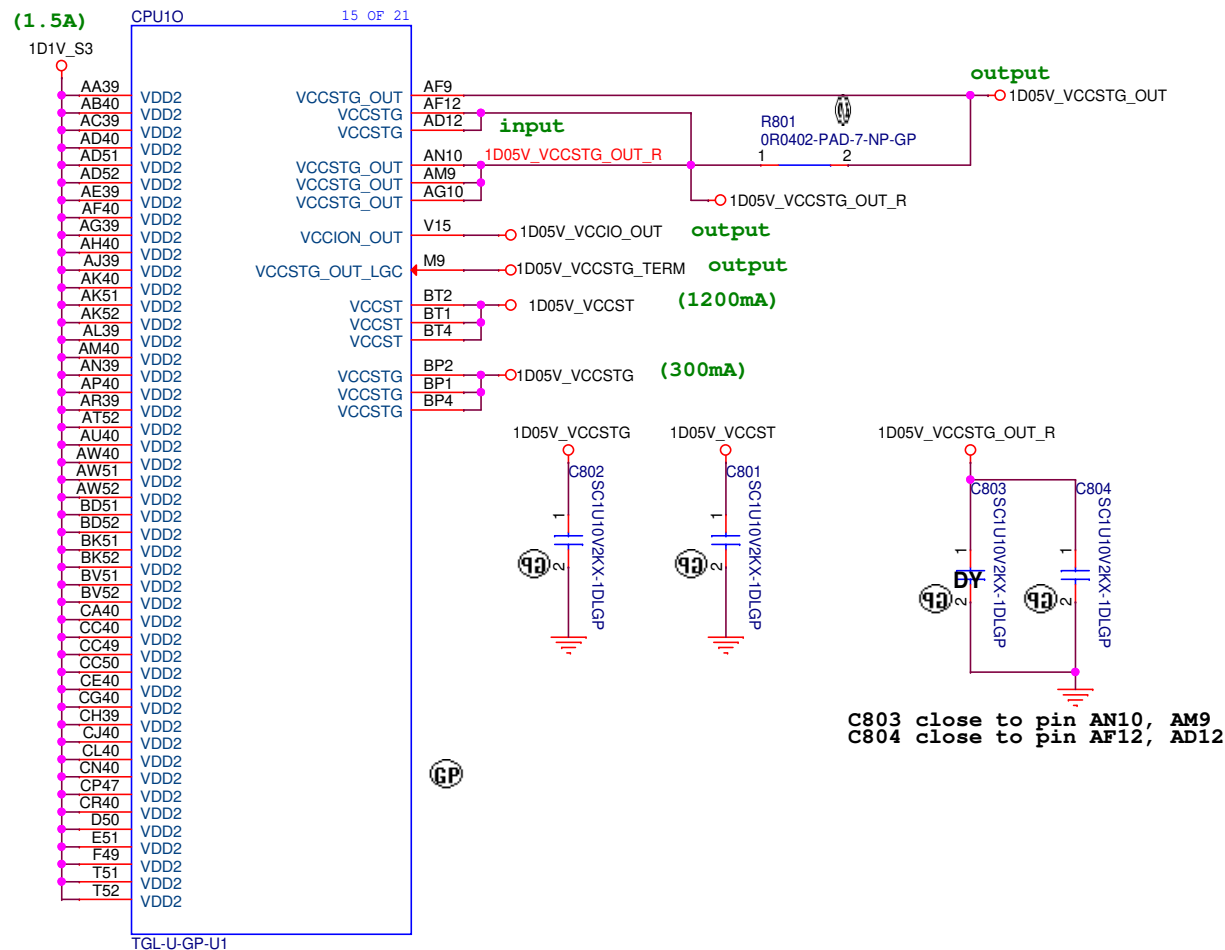 (1.5A)
CPU1O
15 OF 21
1D1V_S3
AA39 VDD2
AB40 VDD2
AC39 VDD2
AD40 VDD2
AD51 VDD2
AD52 VDD2
AE39 VDD2
AF40 VDD2
AG39 VDD2
AH40 VDD2
AJ39 VDD2
AK40 VDD2
AK51 VDD2
AK52 VDD2
AL39 VDD2
AM40 VDD2
AN39 VDD2
AP40 VDD2
AR39 VDD2
AT52 VDD2
AU40 VDD2
AW40 VDD2
AW51 VDD2
AW52 VDD2
BD51 VDD2
BD52 VDD2
BK51 VDD2
BK52 VDD2
BV51 VDD2
BV52 VDD2
CA40 VDD2
CC40 VDD2
CC49 VDD2
CC50 VDD2
CE40 VDD2
CG40 VDD2
CH39 VDD2
CJ40 VDD2
CL40 VDD2
CN40 VDD2
CP47 VDD2
CR40 VDD2
D50 VDD2
E51 VDD2
F49 VDD2
T51 VDD2
T52 VDD2
TGL-U-GP-U1
VCCSTG_OUT AF9
VCCSTG AF12
VCCSTG AD12
VCCSTG_OUT AN10
VCCSTG_OUT AM9
VCCSTG_OUT AG10
VCCION_OUT V15
VCCSTG_OUT_LGC M9
VCCST BT2
VCCST BT1
VCCST BT4
VCCSTG BP2
VCCSTG BP1
VCCSTG BP4
output
1D05V_VCCSTG_OUT
input
1D05V_VCCSTG_OUT_R
R801
0R0402-PAD-7-NP-GP
1 2
1D05V_VCCSTG_OUT_R
1D05V_VCCIO_OUT output
1D05V_VCCSTG_TERM output
1D05V_VCCST (1200mA)
1D05V_VCCSTG (300mA)
1D05V_VCCSTG
C802
SC1U10V2KX-1DLGP
1
2
GP
1D05V_VCCST
C801
SC1U10V2KX-1DLGP
1
2
GP
1D05V_VCCSTG_OUT_R
C803
SC1U10V2KX-1DLGP
1
DY
2
GP
C804
SC1U10V2KX-1DLGP
1
2
GP
C803 close to pin AN10, AM9
C804 close to pin AF12, AD12
GP